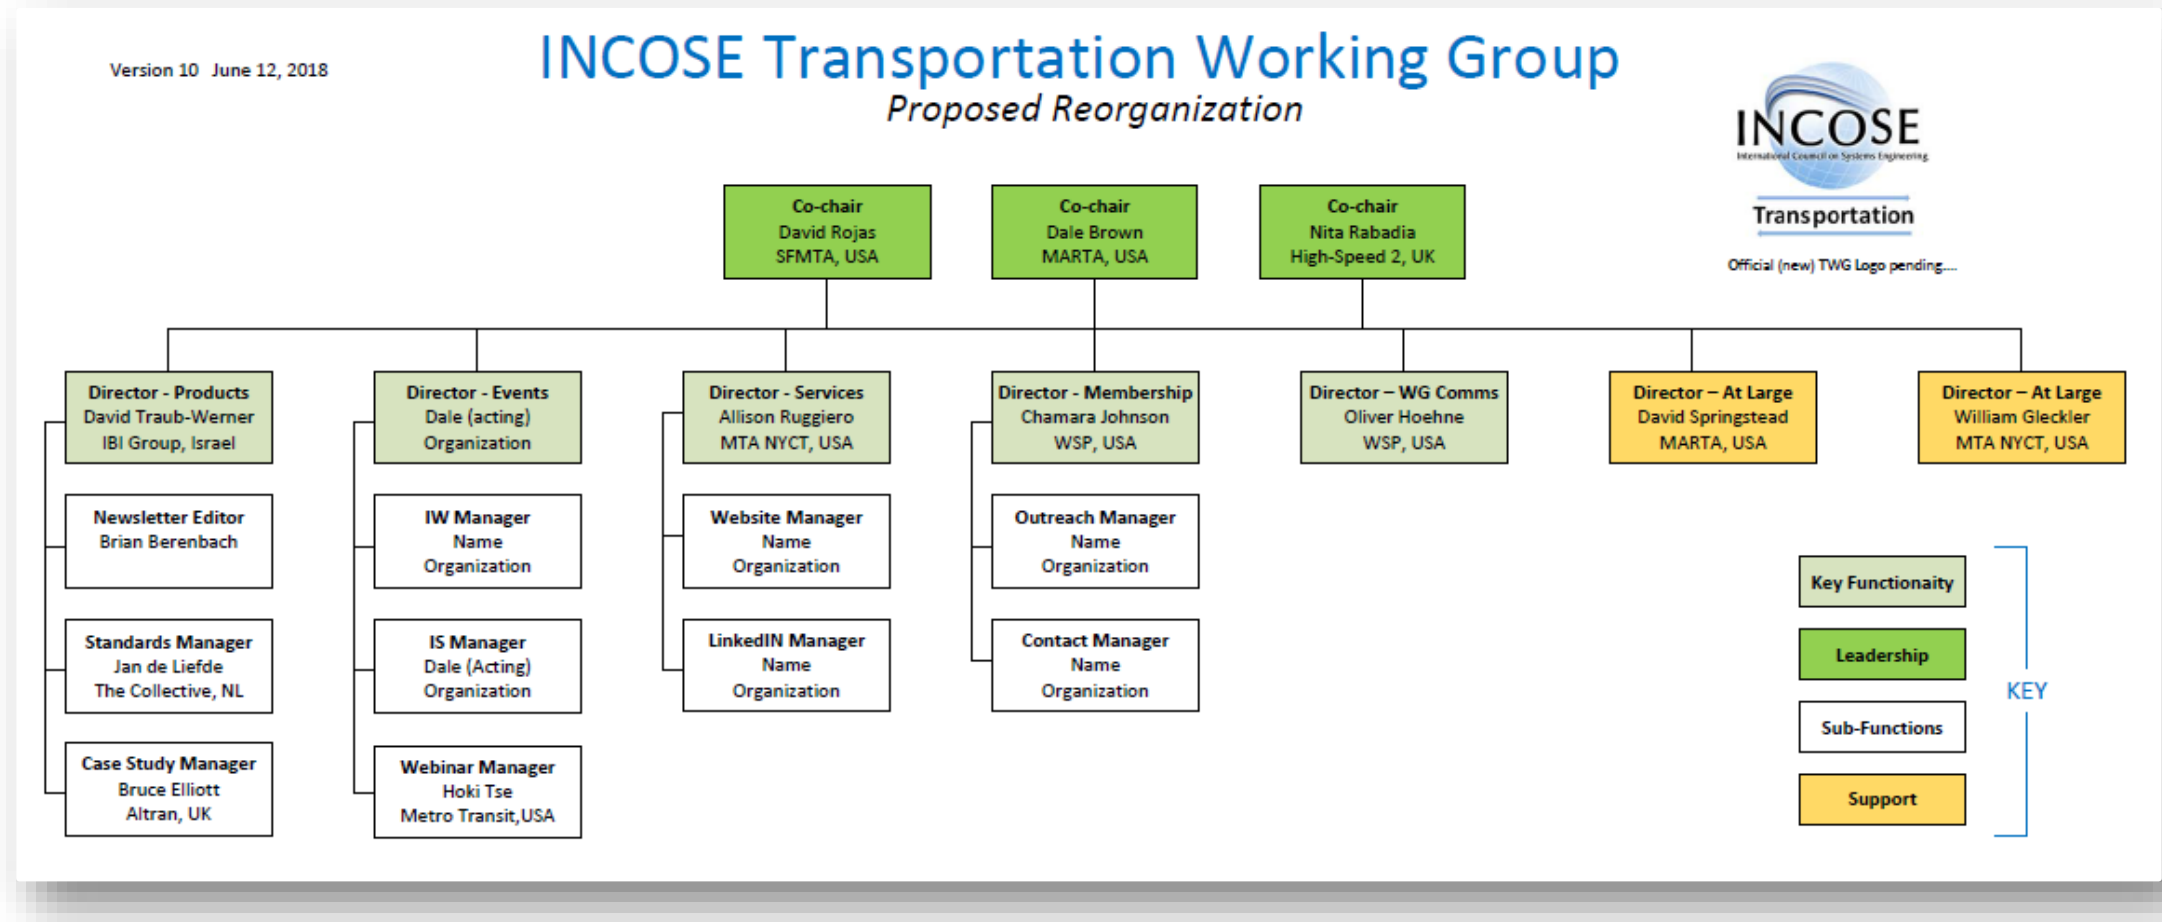 Version 10 June 12, 2018
INCOSE Transportation Working Group
Proposed Reorganization
INCOSE
International Council on Systems Engineering
Transportation
Official (new) TWG Logo pending....
Co-chair
David Rojas
SFMTA, USA
Co-chair
Dale Brown
MARTA, USA
Co-chair
Nita Rabadia
High-Speed 2, UK
Director - Products
David Traub-Werner
IBI Group, Israel
Director - Events
Dale (acting)
Organization
Director - Services
Allison Ruggiero
MTA NYCT, USA
Director - Membership
Chamara Johnson
WSP, USA
Director – WG Comms
Oliver Hoehne
WSP, USA
Director – At Large
David Springstead
MARTA, USA
Director – At Large
William Gleckler
MTA NYCT, USA
Newsletter Editor
Brian Berenbach
IW Manager
Name
Organization
Website Manager
Name
Organization
Outreach Manager
Name
Organization
Standards Manager
Jan de Liefde
The Collective, NL
IS Manager
Dale (Acting)
Organization
LinkedIN Manager
Name
Organization
Contact Manager
Name
Organization
Case Study Manager
Bruce Elliott
Altran, UK
Webinar Manager
Hoki Tse
Metro Transit,USA
Key Functionaity
Leadership
Sub-Functions
Support
KEY